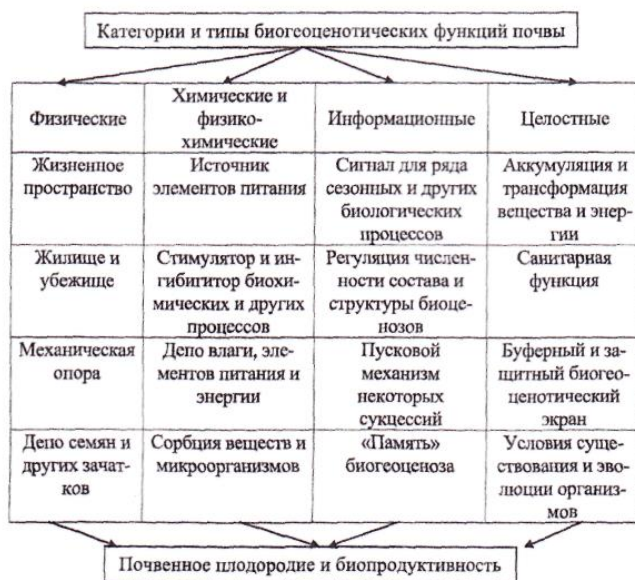 Категории и типы биогеоценотических функций почвы
Физические
Химические и
физико-
химические
Информационные
Целостные
Жизненное
пространство
Источник
элементов питания
Сигнал для ряда
сезонных и других
биологических
процессов
Аккумуляция и
трансформация
вещества и энер-
гии
Жилище и
убежище
Стимулятор и ин-
гибигитор биохи-
мических и других
процессов
Регуляция числен-
ности состава и
структуры биоце-
нозов
Санитарная
функция
Механическая
опора
Депо влаги, эле-
ментов питания и
энергии
Пусковой
механизм
некоторых
сукцессий
Буферный и за-
щитный биогео-
ценотический
экран
Депо семян и
других зачат-
ков
Сорбция веществ и
микроорганизмов
«Память»
биогеоценоза
Условия суще-
ствования и эво-
люции организ-
мов
Почвенное плодородие и биопродуктивность